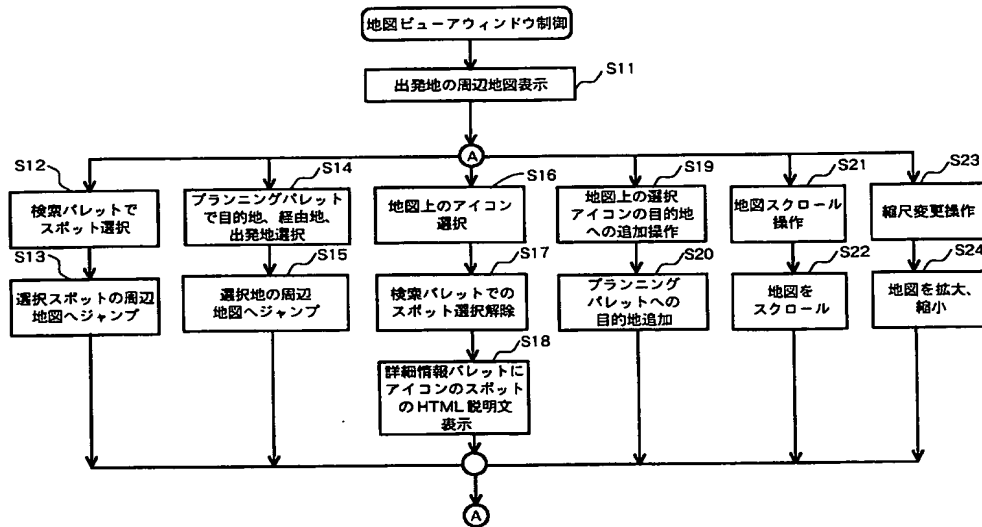 地図ビューアウィンドウ制御
S11
出発地の周辺地図表示
A
S12
検索パレットで
スポット選択
S13
選択スポットの周辺
地図へジャンプ
S14
プランニングパレット
で目的地、経由地、
出発地選択
S15
選択地の周辺
地図へジャンプ
S16
地図上のアイコン
選択
S17
検索パレットでの
スポット選択解除
S18
詳細情報パレットに
アイコンのスポット
のHTML説明文
表示
S19
地図上の選択
アイコンの目的地
への追加操作
S20
プランニング
パレットへの
目的地追加
S21
地図スクロール
操作
S22
地図を
スクロール
S23
縮尺変更操作
S24
地図を拡大、
縮小
A